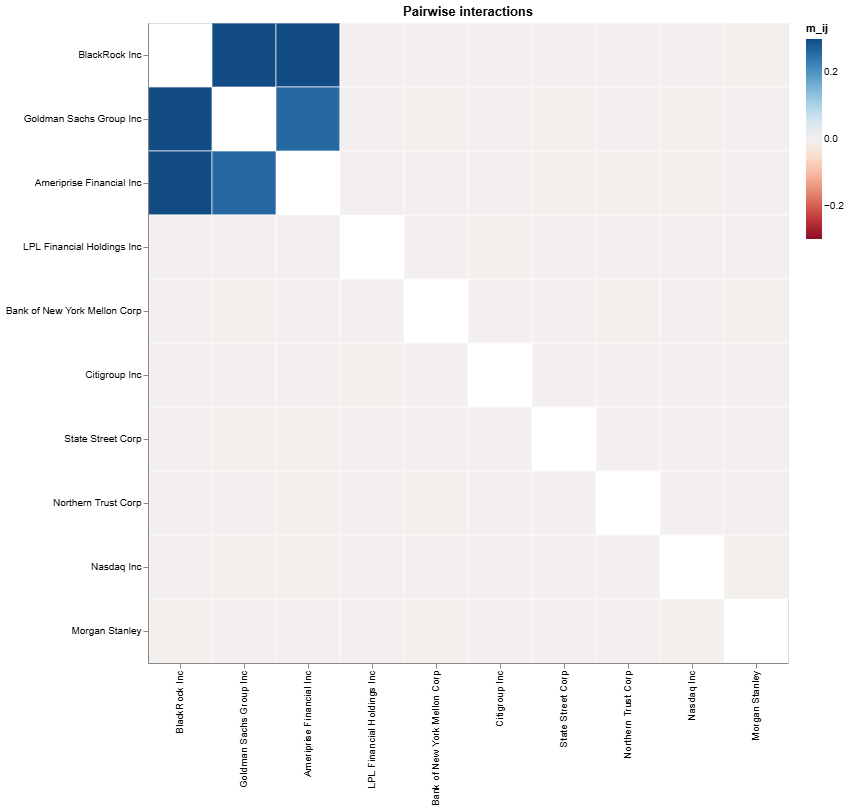 Pairwise interactions
m_ij
BlackRock Inc
Goldman Sachs Group Inc
Ameriprise Financial Inc
LPL Financial Holdings Inc
Bank of New York Mellon Corp
Citigroup Inc
State Street Corp
Northern Trust Corp
Nasdaq Inc
Morgan Stanley
0.2
0.0
−0.2
BlackRock Inc
Goldman Sachs Group Inc
Ameriprise Financial Inc
LPL Financial Holdings Inc
Bank of New York Mellon Corp
Citigroup Inc
State Street Corp
Northern Trust Corp
Nasdaq Inc
Morgan Stanley